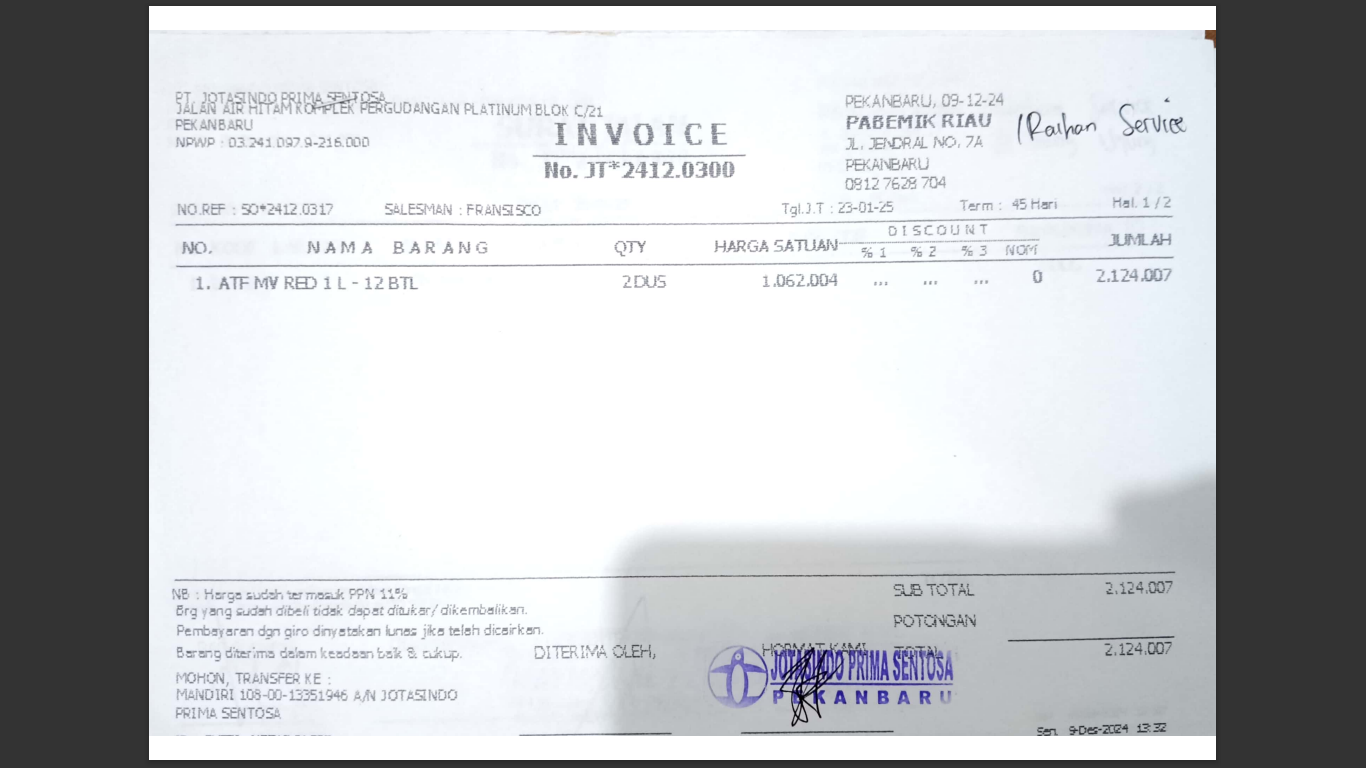 PT. JOTASINDO PRIMA SENTOSA
JALAN AIR HITAM KOMPLEK PERGUDANGAN PLATINUM BLOK C/21
PEKANBARU
NPWP : 03.241.097.9-216.000
INVOICE
No. JT*2412.0300
PEKANBARU, 09-12-24
PABEMIK RIAU /Raihan Service
JL. JENDRAL NO. 7A
PEKANBARU
0812 7628 704
NO.REF : SO*2412.0317 SALESMAN : FRANSISCO Tgl.J.T : 23-01-25 Term : 45 Hari Hal. 1 / 2
NO. NAMA BARANG QTY HARGA SATUAN DISCOUNT JUMLAH
% 1 % 2 % 3 NOM
1. ATF MV RED 1 L - 12 BTL 2 DUS 1.062.004 ... ... ... 0 2.124.007
NB : Harga sudah termasuk PPN 11%
Brg yang sudah dibeli tidak dapat ditukar/ dikembalikan.
Pembayaran dgn giro dinyatakan lunas jika telah dicairkan.
Barang diterima dalam keadaan baik & cukup.
MOHON, TRANSFER KE :
MANDIRI 108-00-13351946 A/N JOTASINDO
PRIMA SENTOSA
DITERIMA OLEH, HORMAT KAMI
SUB TOTAL 2.124.007
POTONGAN
TOTAL 2.124.007
JOTASINDO PRIMA SENTOSA
PEKANBARU
Sen, 9-Des-2024 13:32